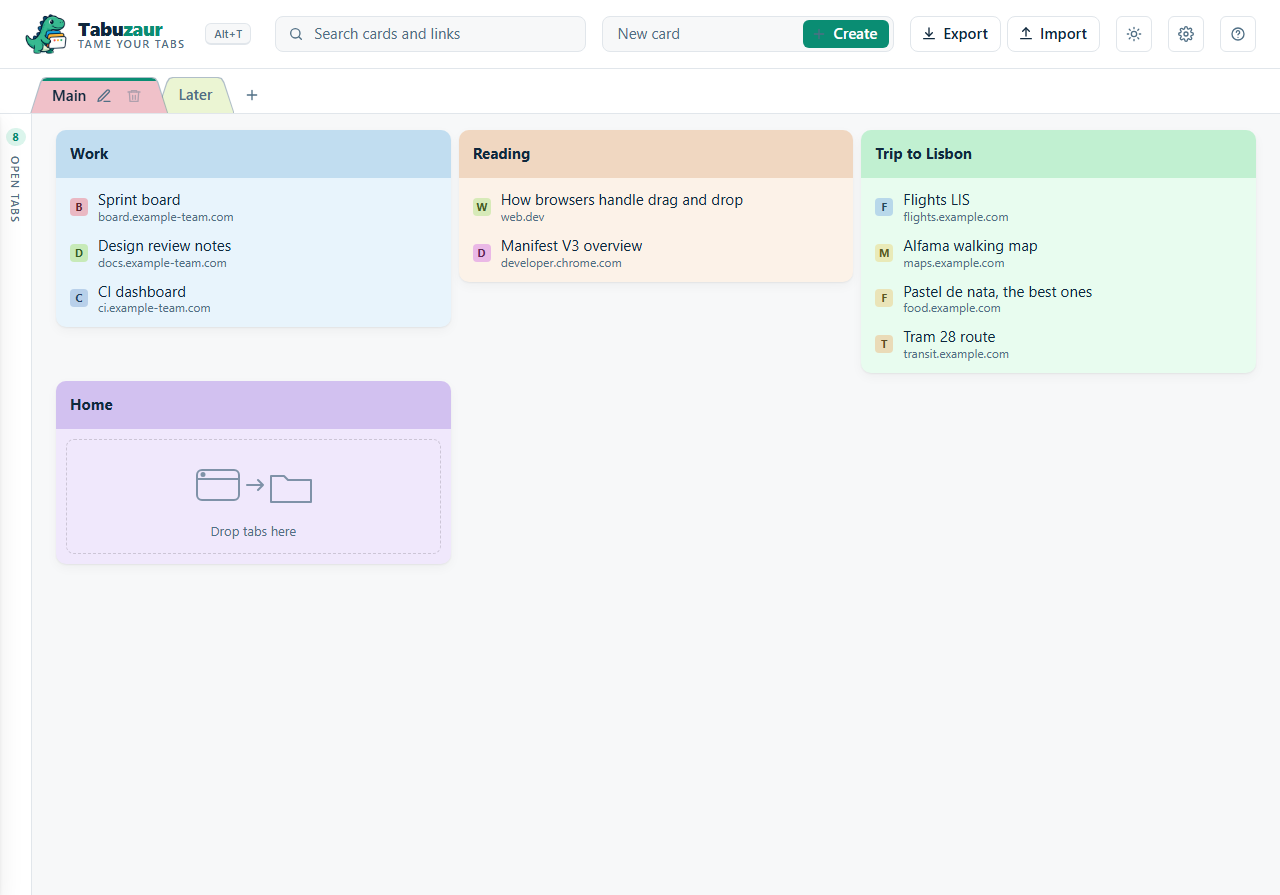 Tabuzaur
TAME YOUR TABS
Alt+T
Search cards and links
New card
Create
Export
Import
Main
Later
8
OPEN TABS
Work
B
Sprint board
board.example-team.com
D
Design review notes
docs.example-team.com
C
CI dashboard
ci.example-team.com
Reading
W
How browsers handle drag and drop
web.dev
D
Manifest V3 overview
developer.chrome.com
Trip to Lisbon
F
Flights LIS
flights.example.com
M
Alfama walking map
maps.example.com
F
Pastel de nata, the best ones
food.example.com
T
Tram 28 route
transit.example.com
Home
Drop tabs here